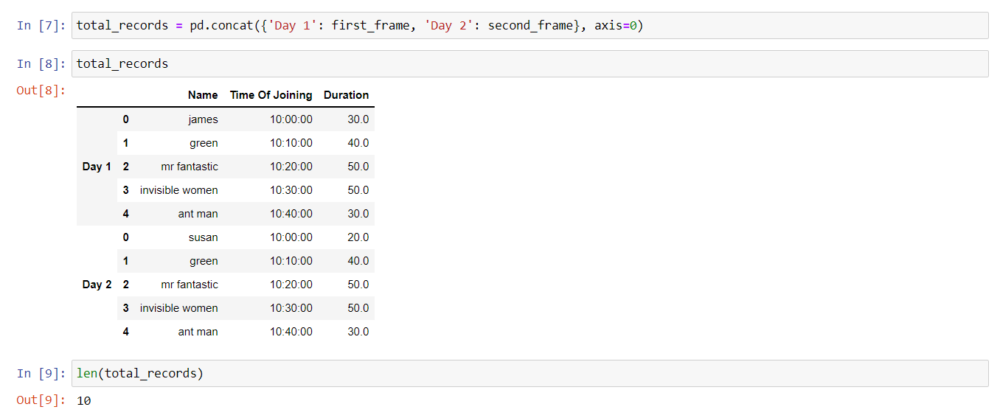 In [7]: total_records = pd.concat({'Day 1': first_frame, 'Day 2': second_frame}, axis=0)
In [8]: total_records
Out[8]:
Name Time Of Joining Duration
0 james 10:00:00 30.0
1 green 10:10:00 40.0
Day 1 2 mr fantastic 10:20:00 50.0
3 invisible women 10:30:00 50.0
4 ant man 10:40:00 30.0
0 susan 10:00:00 20.0
1 green 10:10:00 40.0
Day 2 2 mr fantastic 10:20:00 50.0
3 invisible women 10:30:00 50.0
4 ant man 10:40:00 30.0
In [9]: len(total_records)
Out[9]: 10